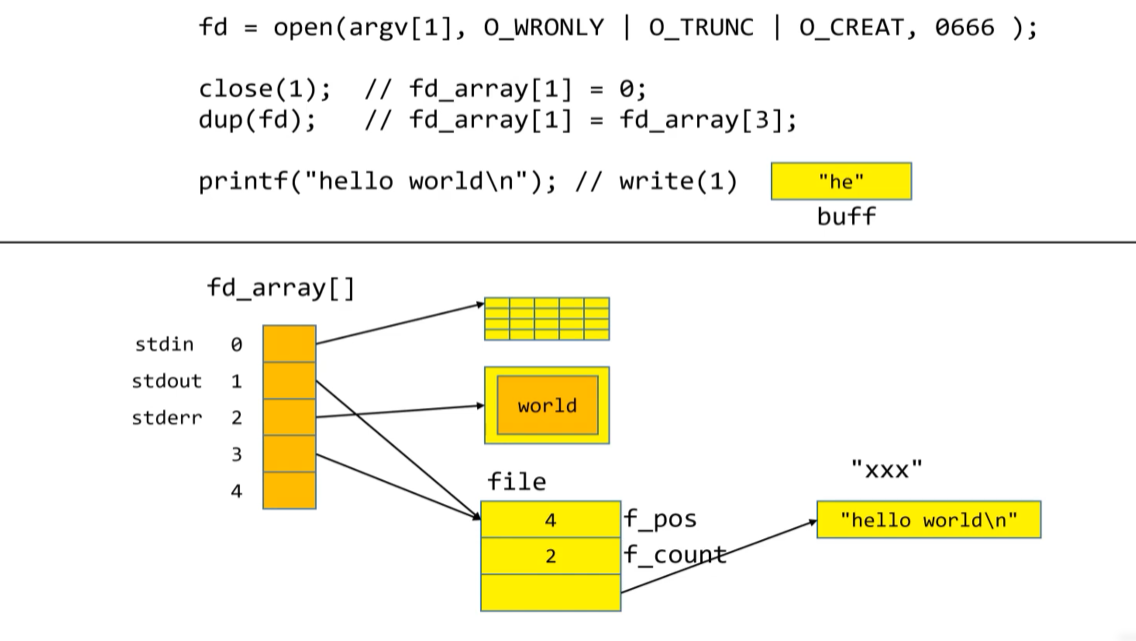 fd = open(argv[1], O_WRONLY | O_TRUNC | O_CREAT, 0666 );
close(1);  // fd_array[1] = 0;
dup(fd);   // fd_array[1] = fd_array[3];
printf("hello world\n"); // write(1)
"he"
buff
fd_array[]
stdin 0
stdout 1
stderr 2
3
4
world
file
4 f_pos
2 f_count
"xxx"
"hello world\n"